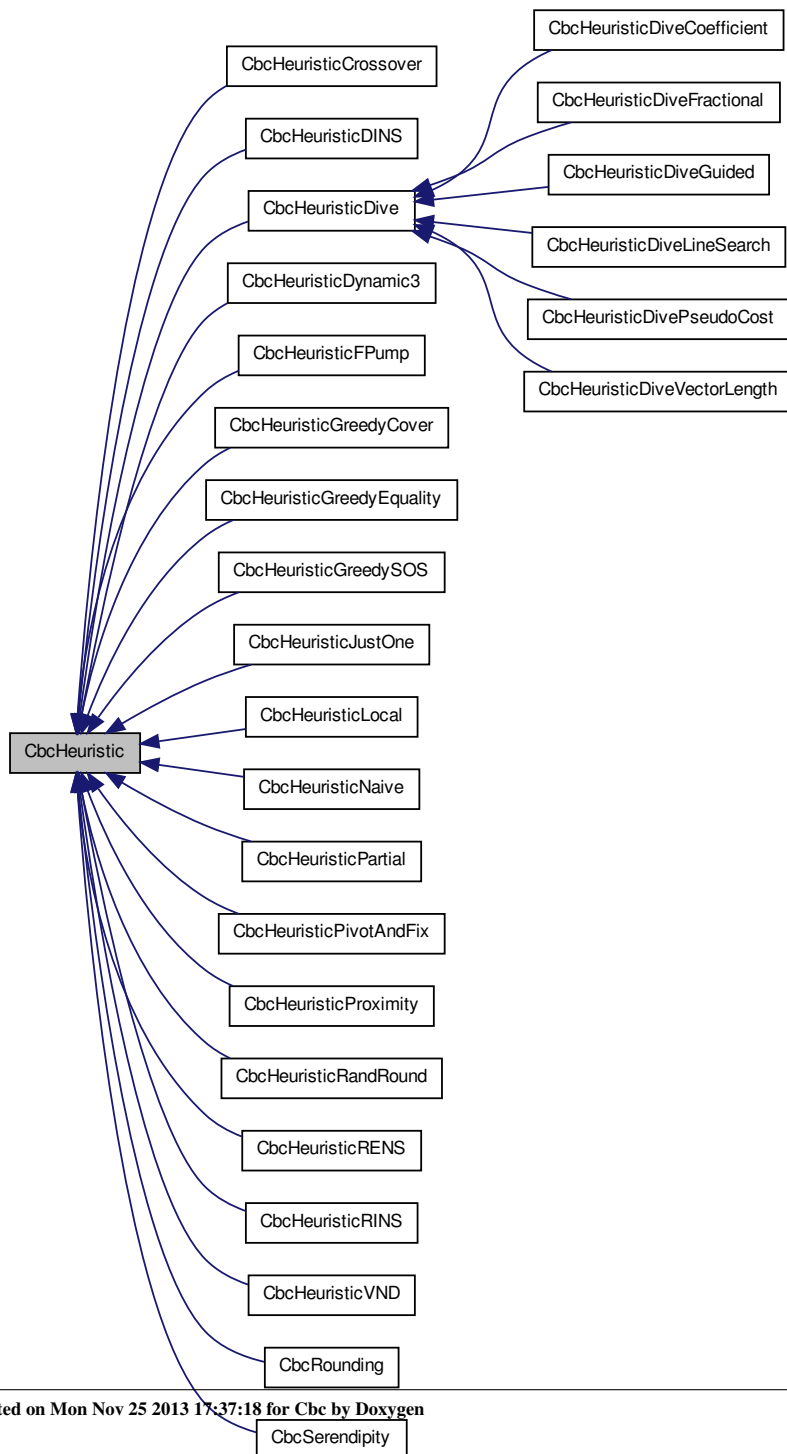 CbcHeuristicDiveCoefficient
CbcHeuristicCrossover
CbcHeuristicDiveFractional
CbcHeuristicDINS
CbcHeuristicDiveGuided
CbcHeuristicDive
CbcHeuristicDiveLineSearch
CbcHeuristicDynamic3
CbcHeuristicDivePseudoCost
CbcHeuristicFPump
CbcHeuristicDiveVectorLength
CbcHeuristicGreedyCover
CbcHeuristicGreedyEquality
CbcHeuristicGreedySOS
CbcHeuristicJustOne
CbcHeuristicLocal
CbcHeuristic
CbcHeuristicNaive
CbcHeuristicPartial
CbcHeuristicPivotAndFix
CbcHeuristicProximity
CbcHeuristicRandRound
CbcHeuristicRENS
CbcHeuristicRINS
CbcHeuristicVND
CbcRounding
ted on Mon Nov 25 2013 17:37:18 for Cbc by Doxygen
CbcSerendipity